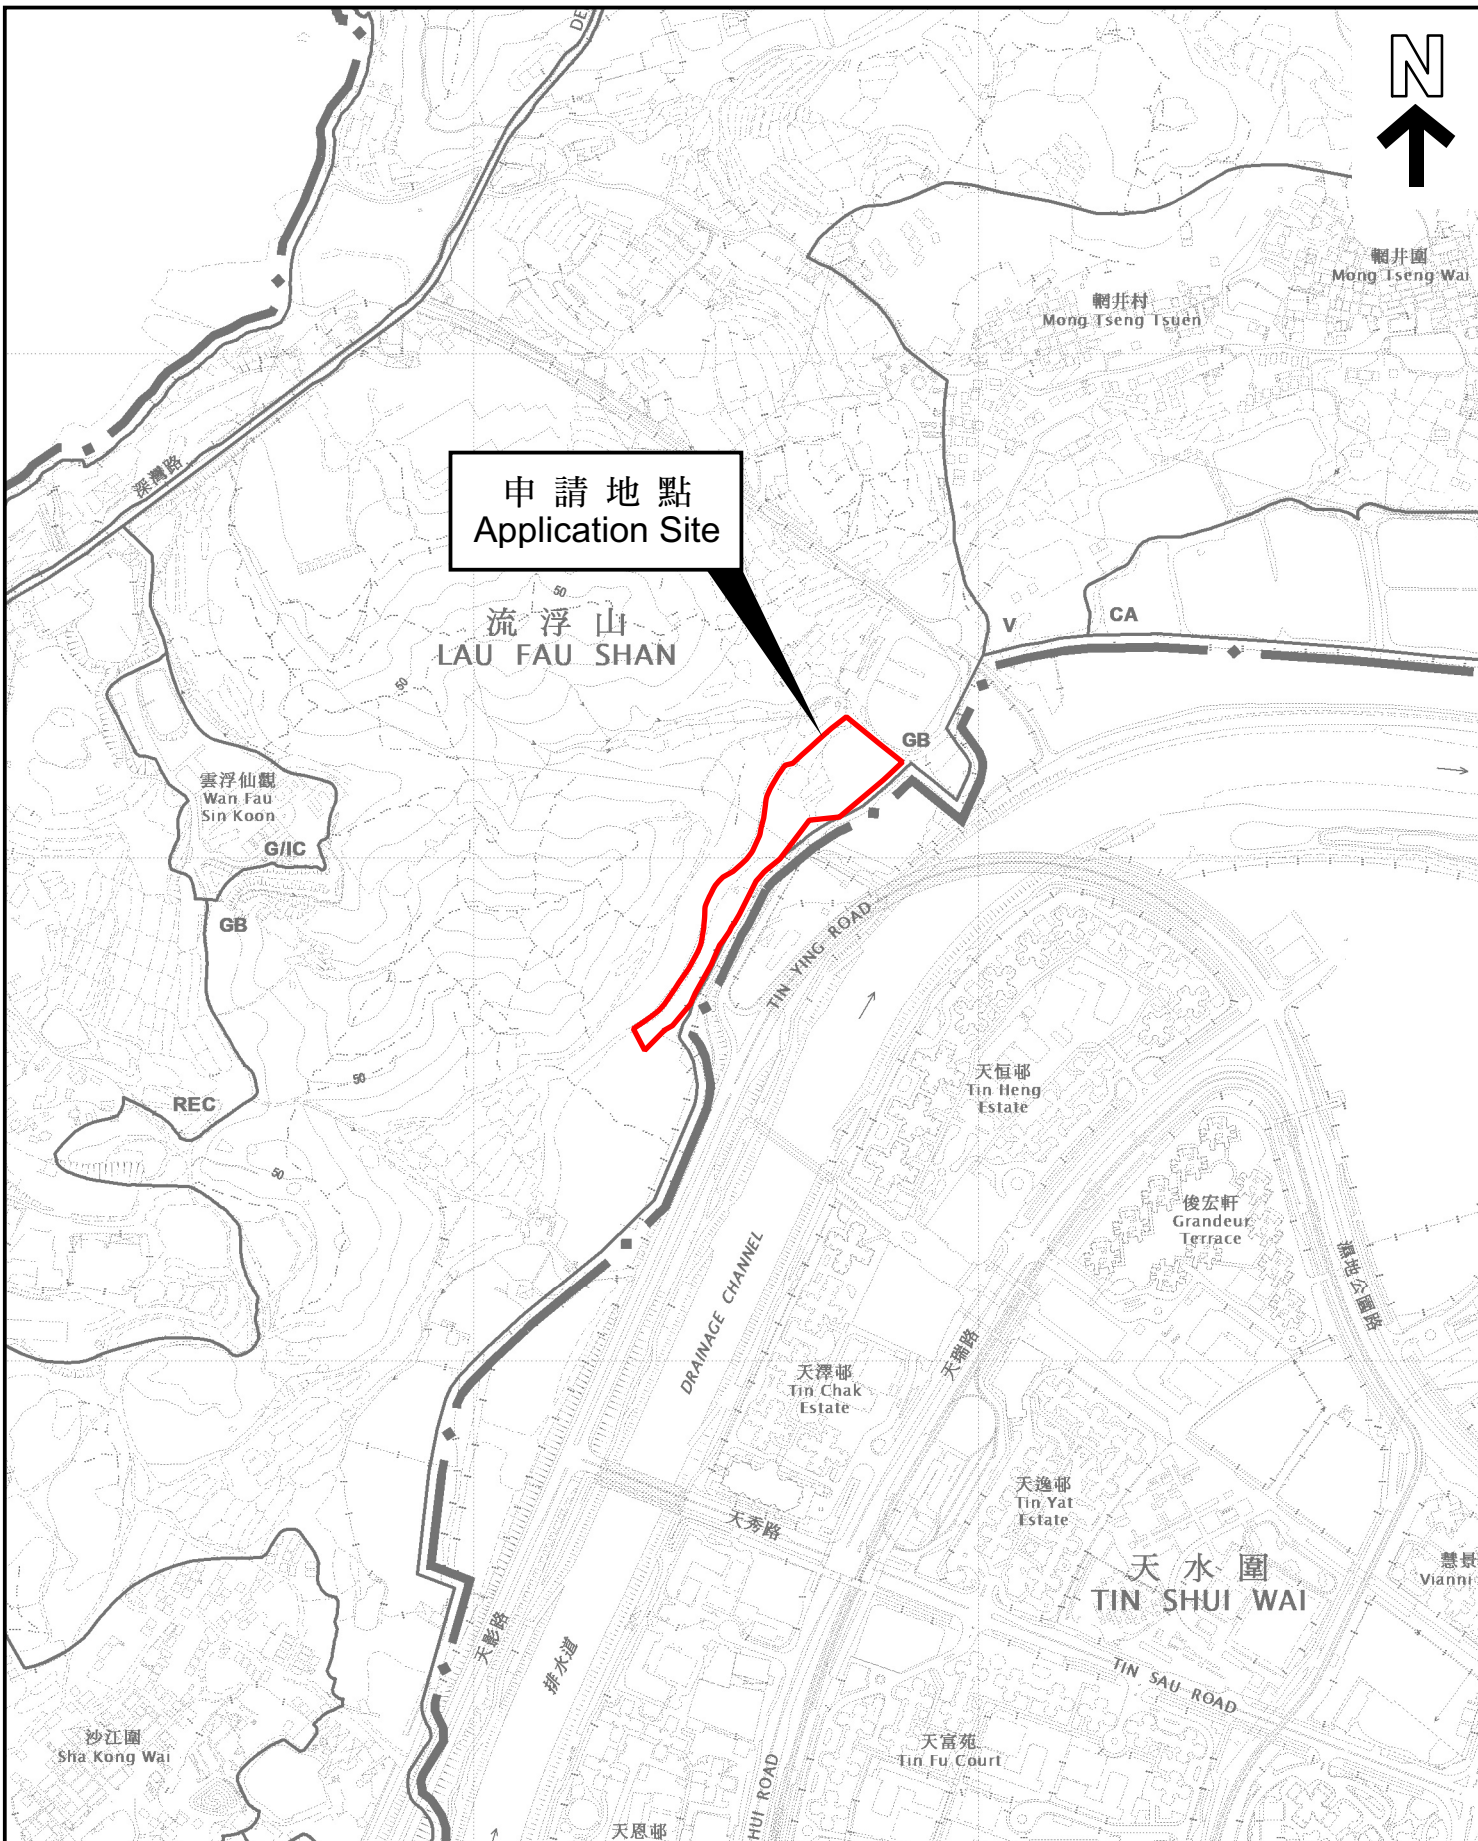 DE
N
輞井圍
Mong Tseng Wai
輞井村
Mong Tseng Tsuen
深灣路
申請地點
Application Site
50
流浮山
LAU FAU SHAN
50
V
CA
GB
雲浮仙觀
Wan Fau
Sin Koon
G/IC
GB
TIN YING ROAD
50
天恒邨
Tin Heng
Estate
REC
50
俊宏軒
Grandeur
Terrace
濕地公園路
DRAINAGE CHANNEL
天瑞路
天澤邨
Tin Chak
Estate
天秀路
天逸邨
Tin Yat
Estate
天水圍
TIN SHUI WAI
慧景
Vianni
天影路
排水道
TIN SAU ROAD
沙江圍
Sha Kong Wai
天富苑
Tin Fu Court
HUI ROAD
天恩邨